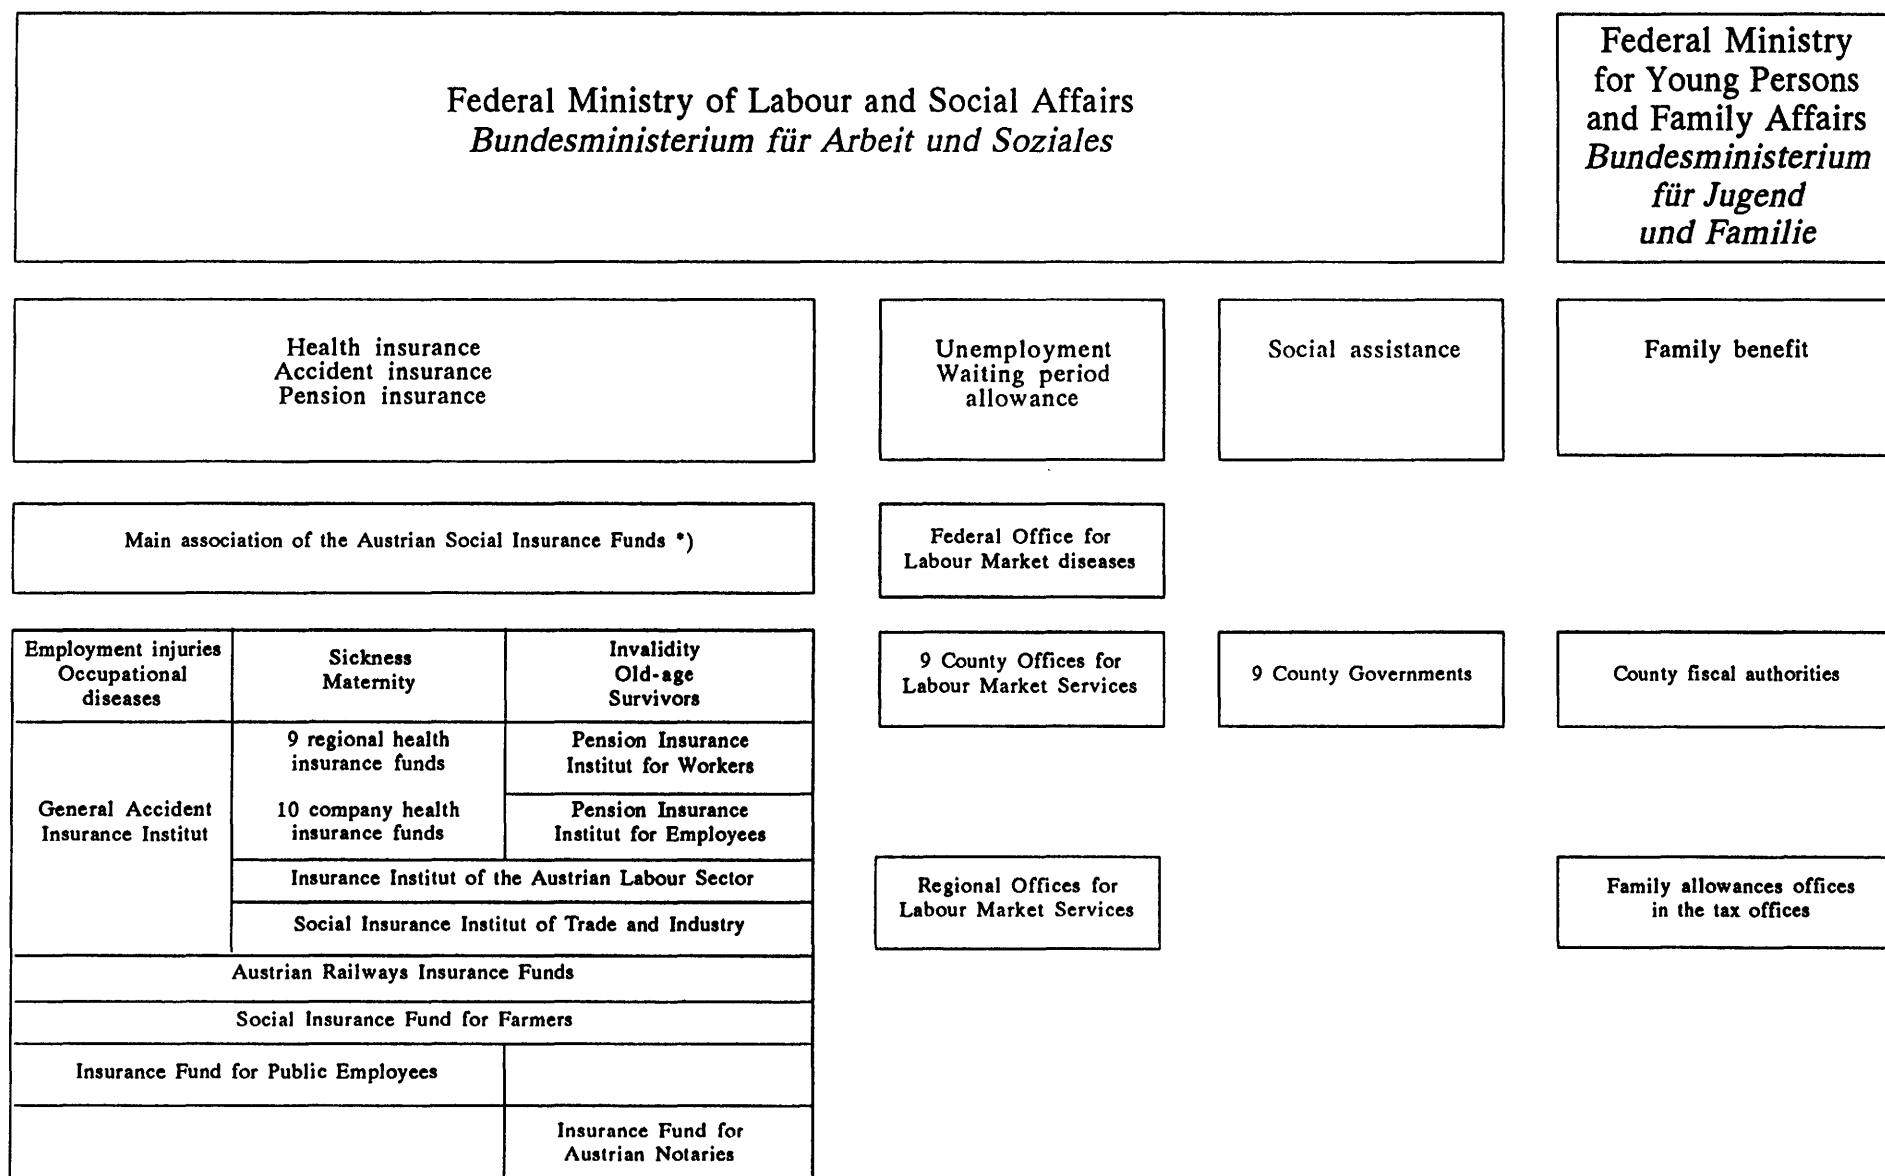 Federal Ministry of Labour and Social Affairs
Bundesministerium für Arbeit und Soziales
Federal Ministry
for Young Persons
and Family Affairs
Bundesministerium
für Jugend
und Familie
Health insurance
Accident insurance
Pension insurance
Unemployment
Waiting period
allowance
Social assistance
Family benefit
Main association of the Austrian Social Insurance Funds *)
Federal Office for
Labour Market diseases
Employment injuries
Occupational
diseases
Sickness
Maternity
Invalidity
Old-age
Survivors
9 County Offices for
Labour Market Services
9 County Governments
County fiscal authorities
General Accident
Insurance Institut
9 regional health
insurance funds
10 company health
insurance funds
Pension Insurance
Institut for Workers
Pension Insurance
Institut for Employees
Insurance Institut of the Austrian Labour Sector
Social Insurance Institut of Trade and Industry
Regional Offices for
Labour Market Services
Family allowances offices
in the tax offices
Austrian Railways Insurance Funds
Social Insurance Fund for Farmers
Insurance Fund for Public Employees
Insurance Fund for
Austrian Notaries